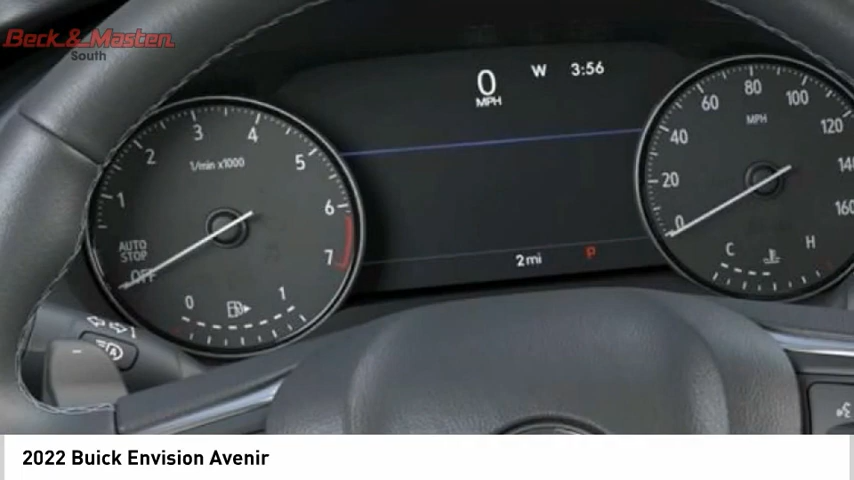 Beck & Masten
South
0 W 3:56
MPH
3 4
2 5
1/min x1000
1 6
AUTO
STOP
OFF
7
0 1
80
60 100
MPH
40 120
20 14
0 160
C H
2 mi P
2022 Buick Envision Avenir